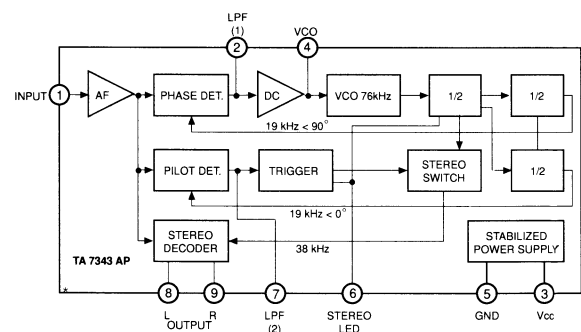 LPF
(1)
VCO
2
4
INPUT
1
AF
PHASE DET.
DC
VCO 76kHz
1/2
1/2
19 kHz < 90°
PILOT DET.
TRIGGER
STEREO
SWITCH
1/2
19 kHz < 0°
STEREO
DECODER
38 kHz
STABILIZED
POWER SUPPLY
TA 7343 AP
*
8
9
7
6
5
3
L
R
OUTPUT
LPF
(2)
STEREO
LED
GND
Vcc